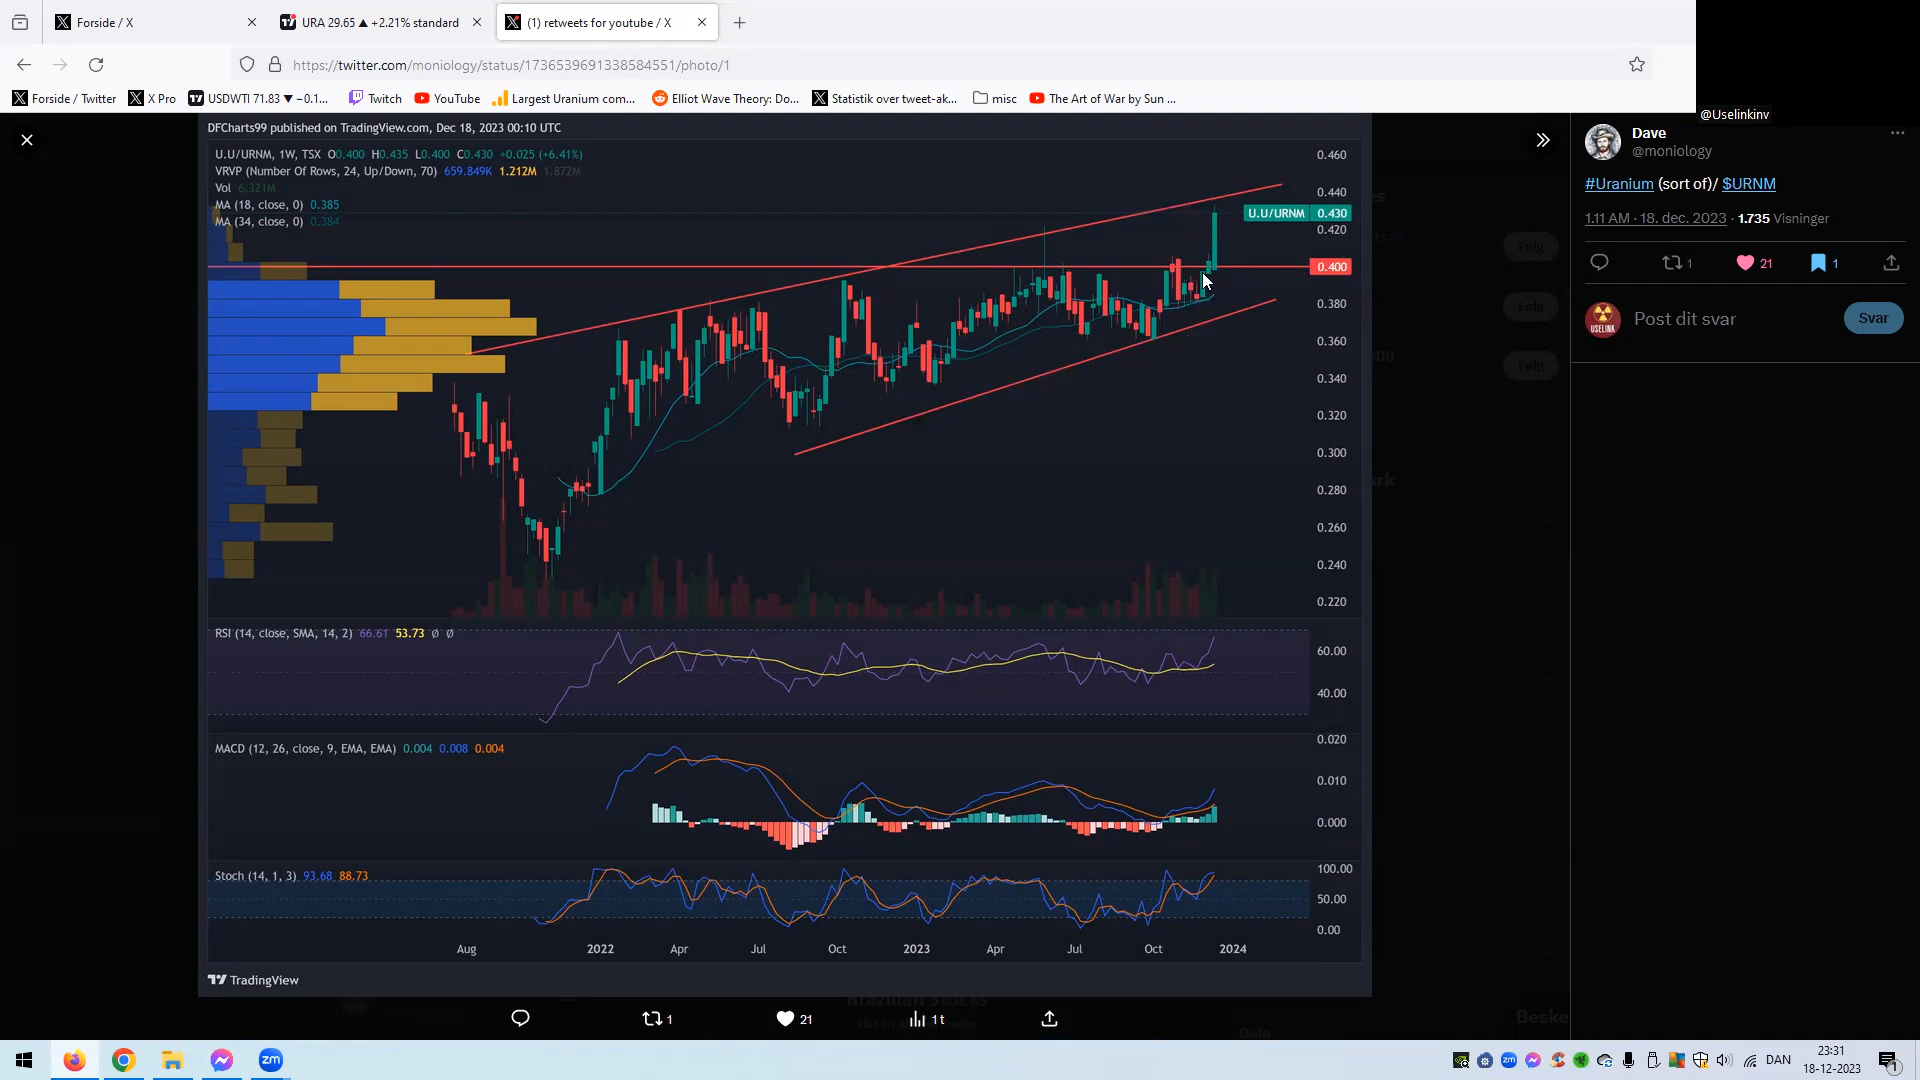 Forside / X
URA 29.65 ▲ +2.21% standard
(1) retweets for youtube / X
https://twitter.com/moniology/status/1736539691338584551/photo/1
Forside / Twitter
X Pro
USDWTI 71.83 ▼ −0.1...
Twitch
YouTube
Largest Uranium com...
Elliot Wave Theory: Do...
Statistik over tweet-ak...
misc
The Art of War by Sun ...
@Uselinkinv
DFCharts99 published on TradingView.com, Dec 18, 2023 00:10 UTC
U.U/URNM, 1W, TSX O0.400 H0.435 L0.400 C0.430 +0.025 (+6.41%)
VRVP (Number Of Rows, 24, Up/Down, 70) 659.849K 1.212M 1.872M
Vol 6.321M
MA (18, close, 0) 0.385
MA (34, close, 0) 0.384
0.460
0.440
U.U/URNM 0.430
0.420
0.400
0.380
0.360
0.340
0.320
0.300
0.280
0.260
0.240
0.220
RSI (14, close, SMA, 14, 2) 66.61 53.73 Ø Ø
60.00
40.00
MACD (12, 26, close, 9, EMA, EMA) 0.004 0.008 0.004
0.020
0.010
0.000
Stoch (14, 1, 3) 93.68 88.73
100.00
50.00
0.00
Aug 2022 Apr Jul Oct 2023 Apr Jul Oct 2024
TradingView
Dave
@moniology
#Uranium (sort of)/ $URNM
1.11 AM · 18. dec. 2023 · 1.735 Visninger
1
21
1
USELINK
Post dit svar
Svar
Følg
Følg
Følg
Brazilian Stocks
Gala
Beske
1
21
1t
DAN
23:31
18-12-2023
1